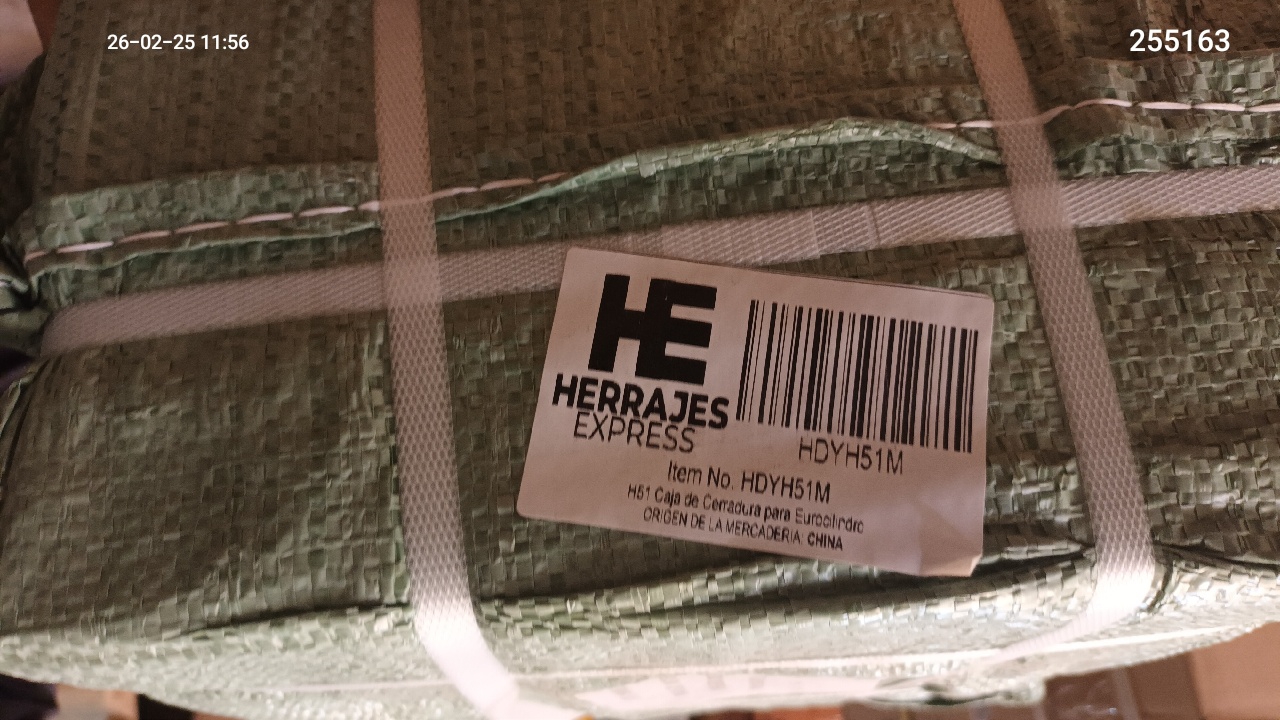 26-02-25 11:56
255163
HE
HERRAJES
EXPRESS
HDYH51M
Item No. HDYH51M
H51 Caja de Cerradura para Eurocilindro
ORIGEN DE LA MERCADERIA: CHINA